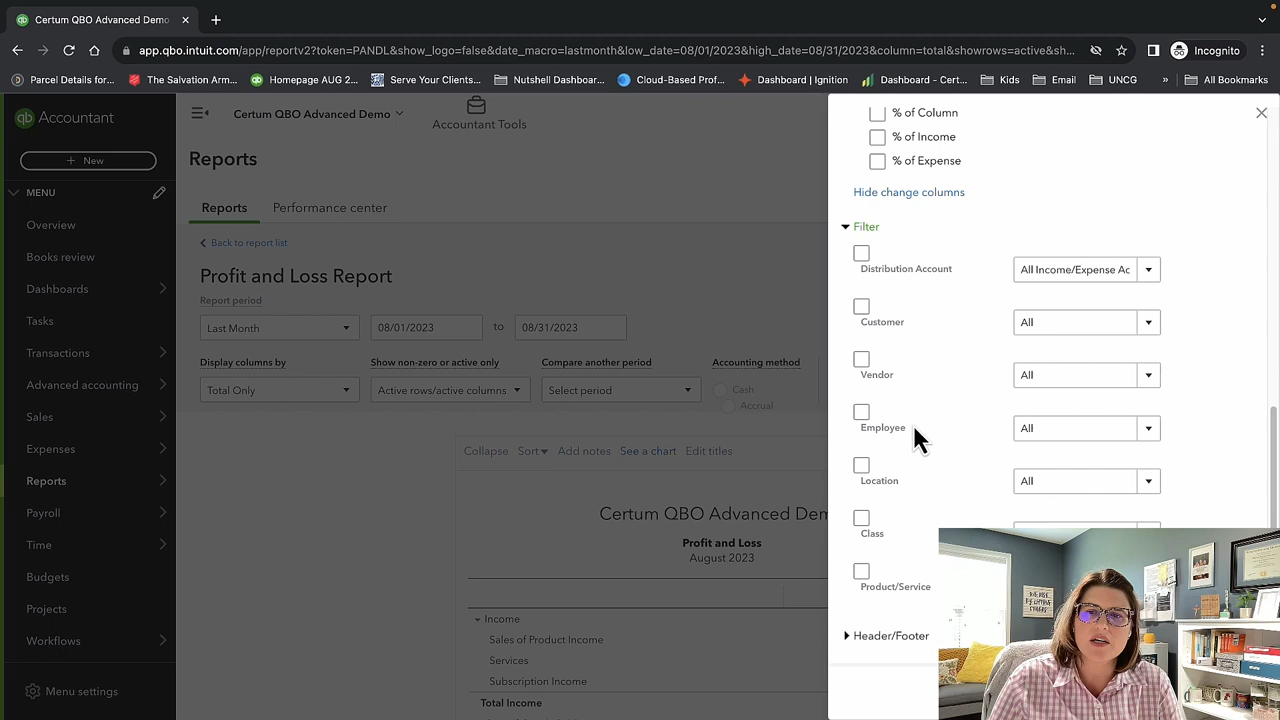 Certum QBO Advanced Demo
app.qbo.intuit.com/app/reportv2?token=PANDL&show_logo=false&date_macro=lastmonth&low_date=08/01/2023&high_date=08/31/2023&column=total&showrows=active&sh...
Incognito
Parcel Details for...
The Salvation Arm...
Homepage AUG 2...
Serve Your Clients...
Nutshell Dashboar...
Cloud-Based Prof...
Dashboard | Ignition
Dashboard - Cert...
Kids
Email
UNCG
»
All Bookmarks
qb Accountant
+ New
MENU
Overview
Books review
Dashboards
Tasks
Transactions
Advanced accounting
Sales
Expenses
Reports
Payroll
Time
Budgets
Projects
Workflows
Menu settings
Certum QBO Advanced Demo
Accountant Tools
Reports
Reports
Performance center
Back to report list
Profit and Loss Report
Report period
Last Month
08/01/2023
to
08/31/2023
Display columns by
Show non-zero or active only
Compare another period
Accounting method
Total Only
Active rows/active columns
Select period
Cash
Accrual
Collapse
Sort
Add notes
See a chart
Edit titles
Certum QBO Advanced Dem
Profit and Loss
August 2023
Income
Sales of Product Income
Services
Subscription Income
Total Income
% of Column
% of Income
% of Expense
Hide change columns
Filter
Distribution Account
All Income/Expense Ac
Customer
All
Vendor
All
Employee
All
Location
All
Class
Product/Service
Header/Footer